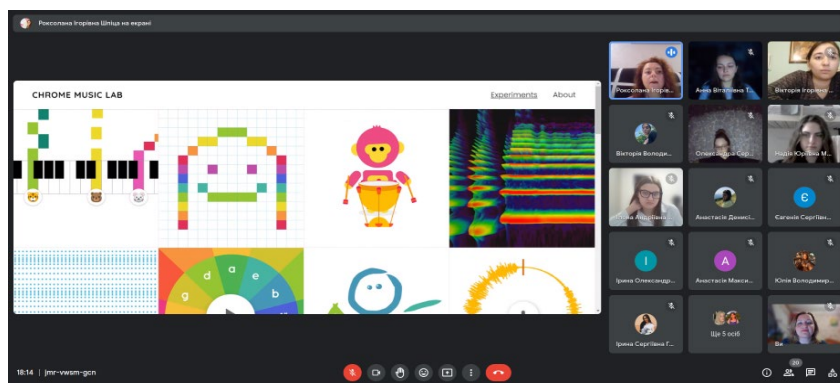 Роксолана Ігорівна Шпіца на екрані
CHROME MUSIC LAB
Experiments
About
g
d
a
e
b
Роксолана Ігорів...
Анна Віталіївна Т...
Вікторія Ігорівна ...
Вікторія Володи...
Олександра Сер...
Надія Юріївна М...
Андріївна
Анастасія Денисі...
Є
Євгенія Сергіївн...
І
Ірина Олександр...
А
Анастасія Макси...
Юлія Володимир...
Ірина Сергіївна Г...
Ще 5 осіб
Ви
18:14 | jmr-vwsm-gcn
20